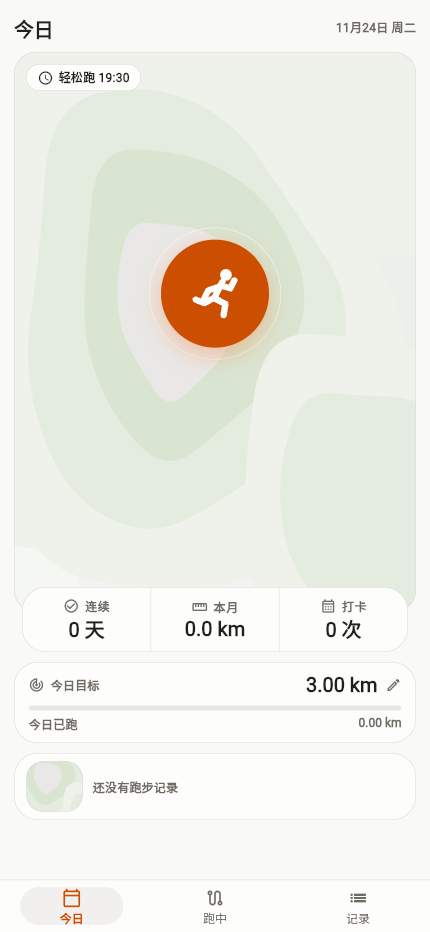 今日
11月24日 周二
轻松跑 19:30
连续
本月
打卡
0 天
0.0 km
0 次
今日目标
3.00 km
今日已跑
0.00 km
还没有跑步记录
今日
跑中
记录